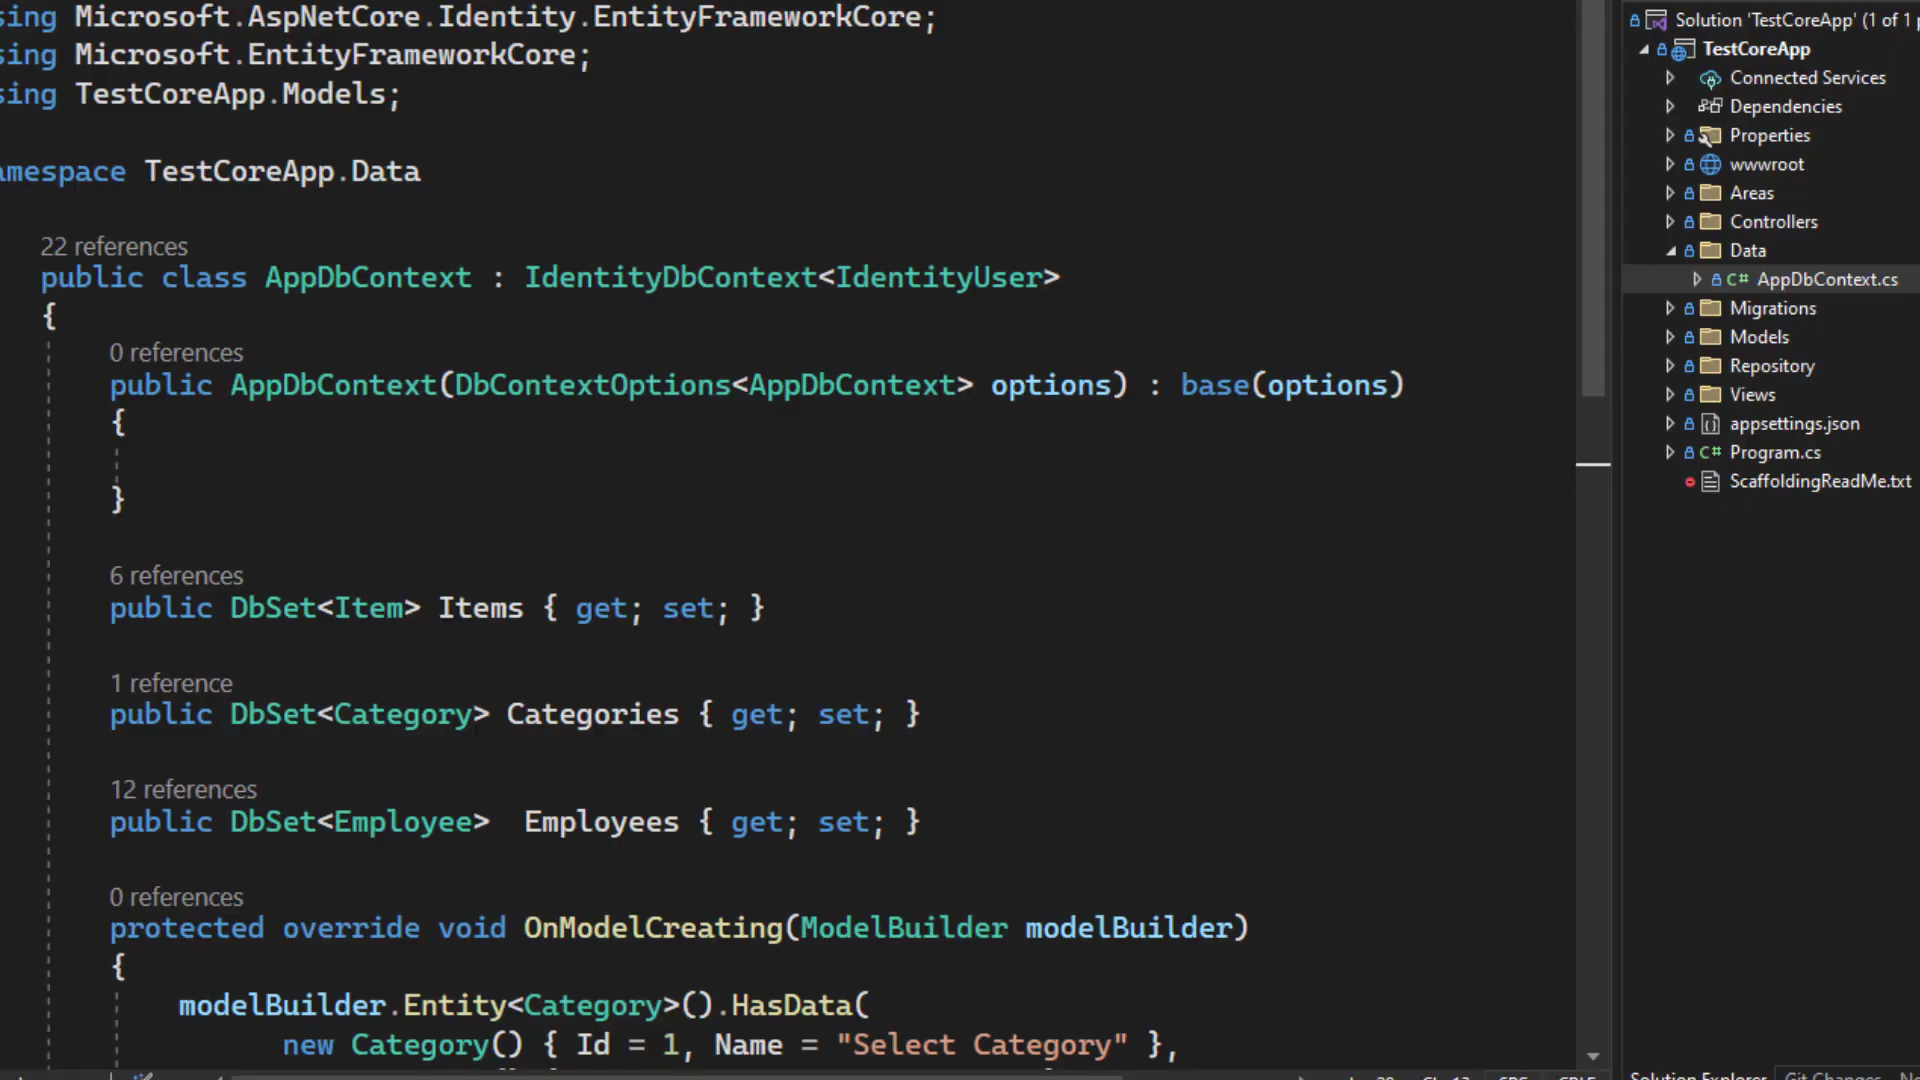 sing Microsoft.AspNetCore.Identity.EntityFrameworkCore;
sing Microsoft.EntityFrameworkCore;
sing TestCoreApp.Models;
amespace TestCoreApp.Data
22 references
public class AppDbContext : IdentityDbContext<IdentityUser>
{
0 references
public AppDbContext(DbContextOptions<AppDbContext> options) : base(options)
{
}
6 references
public DbSet<Item> Items { get; set; }
1 reference
public DbSet<Category> Categories { get; set; }
12 references
public DbSet<Employee>  Employees { get; set; }
0 references
protected override void OnModelCreating(ModelBuilder modelBuilder)
{
modelBuilder.Entity<Category>().HasData(
new Category() { Id = 1, Name = "Select Category" },
Solution 'TestCoreApp' (1 of 1 p
TestCoreApp
Connected Services
Dependencies
Properties
wwwroot
Areas
Controllers
Data
C# AppDbContext.cs
Migrations
Models
Repository
Views
appsettings.json
C# Program.cs
ScaffoldingReadMe.txt
Solution Explorer
Git Changes